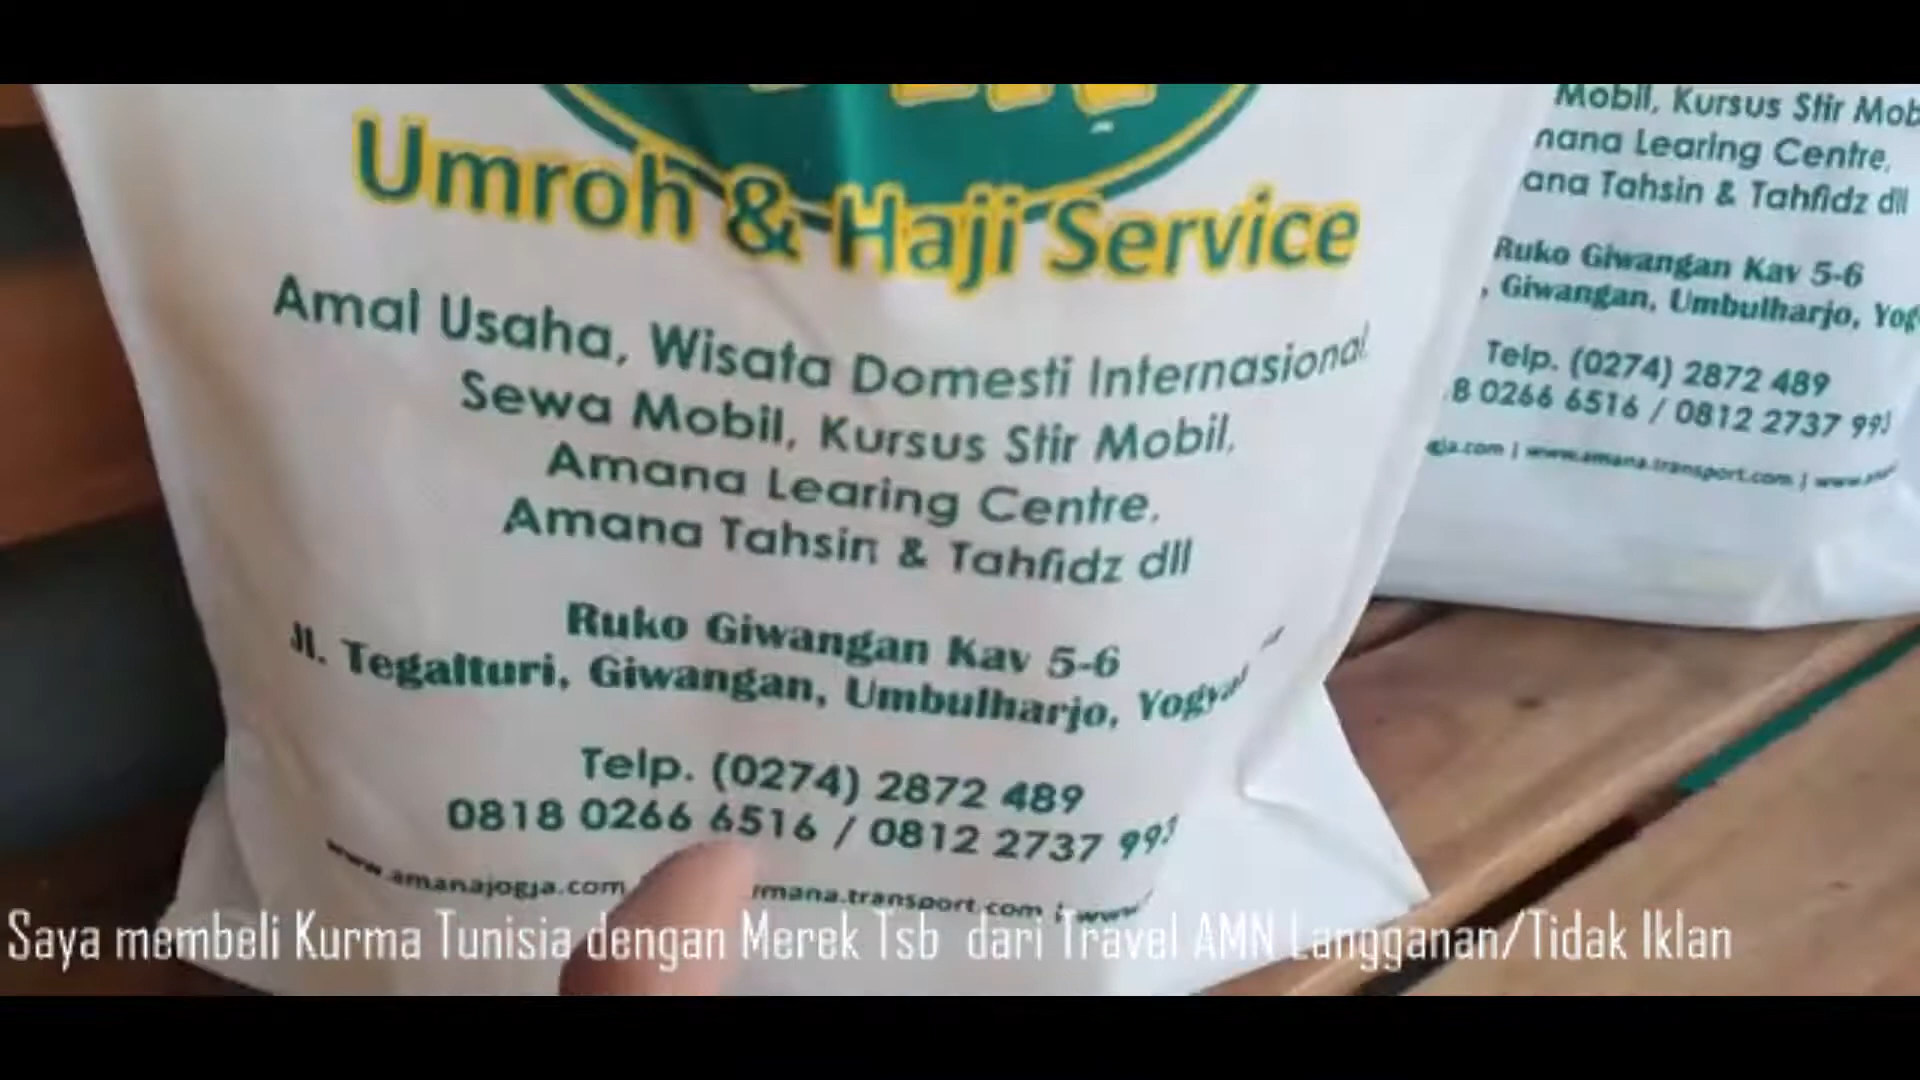 Umroh & Haji Service
Amal Usaha, Wisata Domesti Internasional,
Sewa Mobil, Kursus Stir Mobil,
Amana Learing Centre,
Amana Tahsin & Tahfidz dll
Ruko Giwangan Kav 5-6
Jl. Tegalturi, Giwangan, Umbulharjo,
Telp. (0274) 2872 489
0818 0266 6516 / 0812 2737
www.amanajogja.com
Mobil, Kursus Stir
Learing Centre,
Tahsin & Tahfidz dll
Ruko Giwangan Kav 5-6
, Giwangan, Umbulharjo,
Telp. (0274) 2872 489
0266 6516 / 0812 2737
| www.amana.transport.com |
Saya membeli Kurma Tunisia dengan Merek Tsb dari Travel AMN Langganan/Tidak Iklan